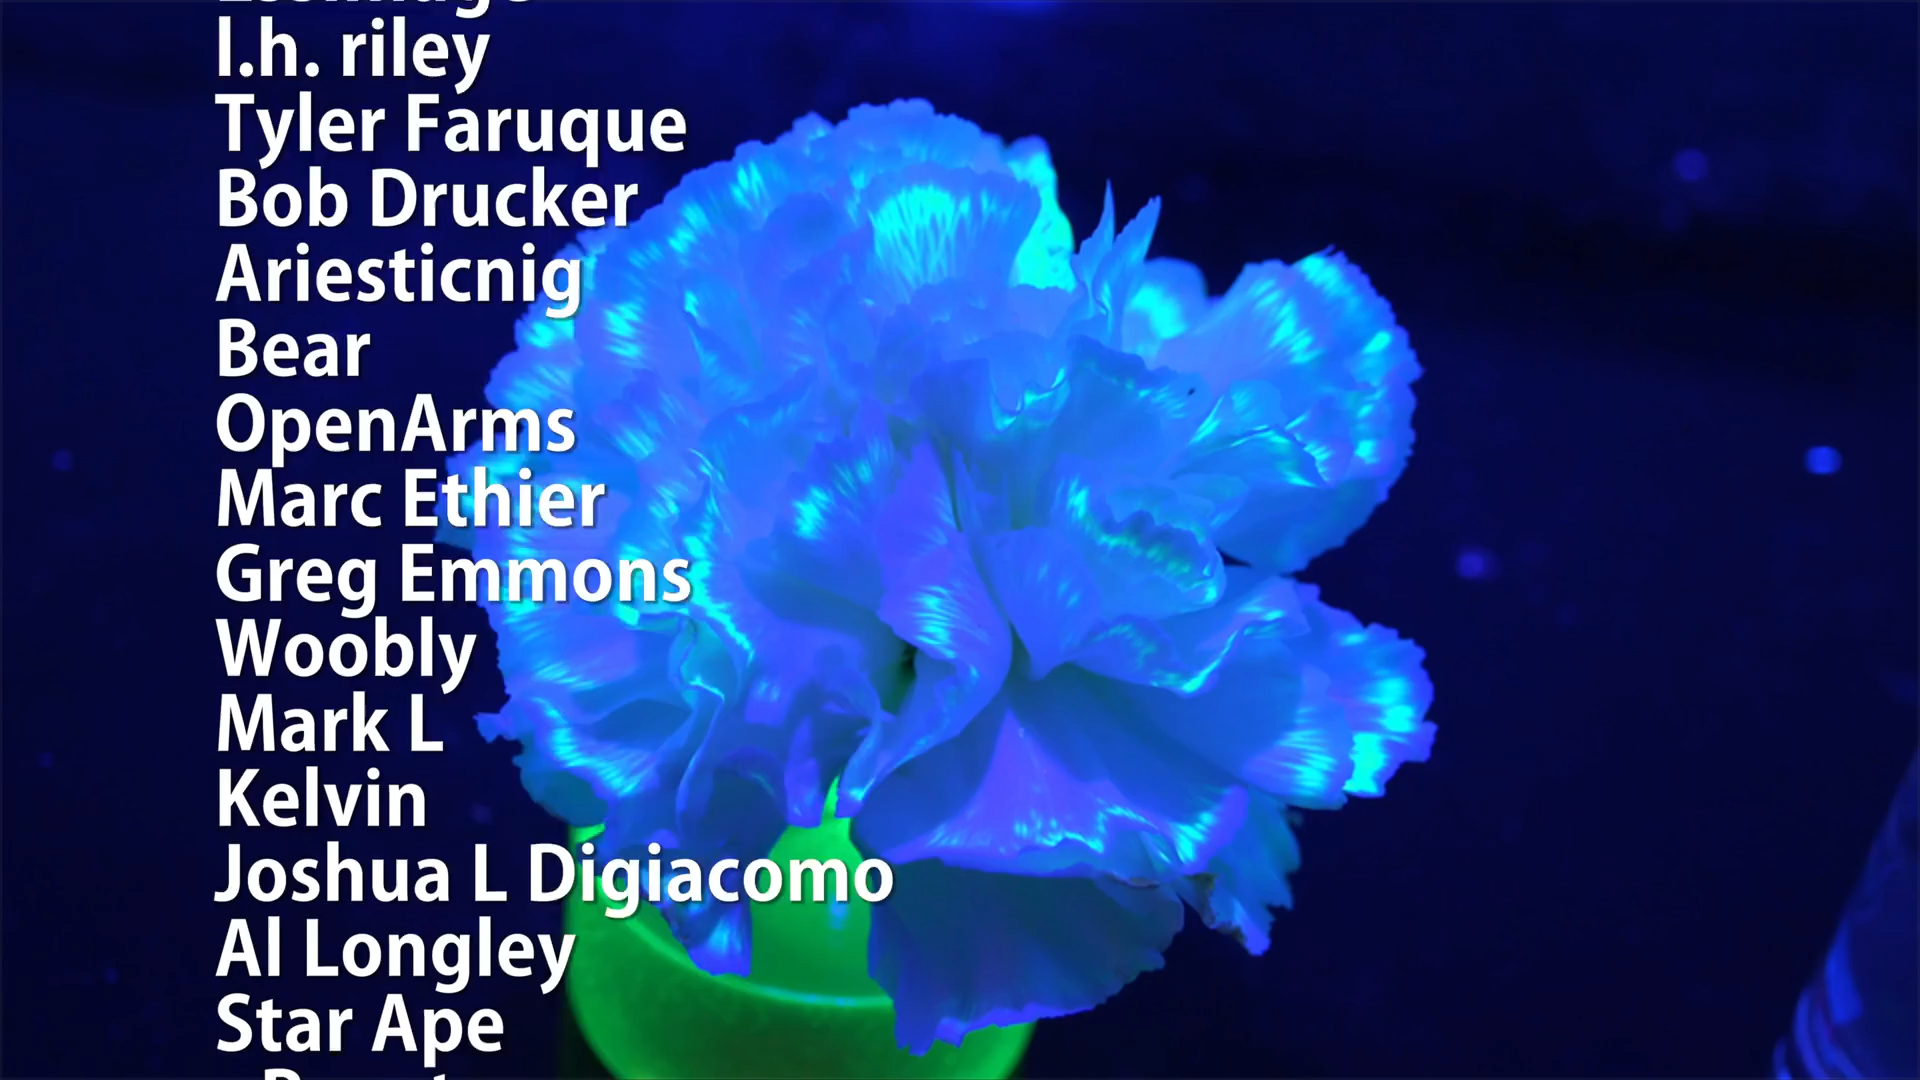 l.h. riley
Tyler Faruque
Bob Drucker
Ariesticnig
Bear
OpenArms
Marc Ethier
Greg Emmons
Woobly
Mark L
Kelvin
Joshua L Digiacomo
Al Longley
Star Ape